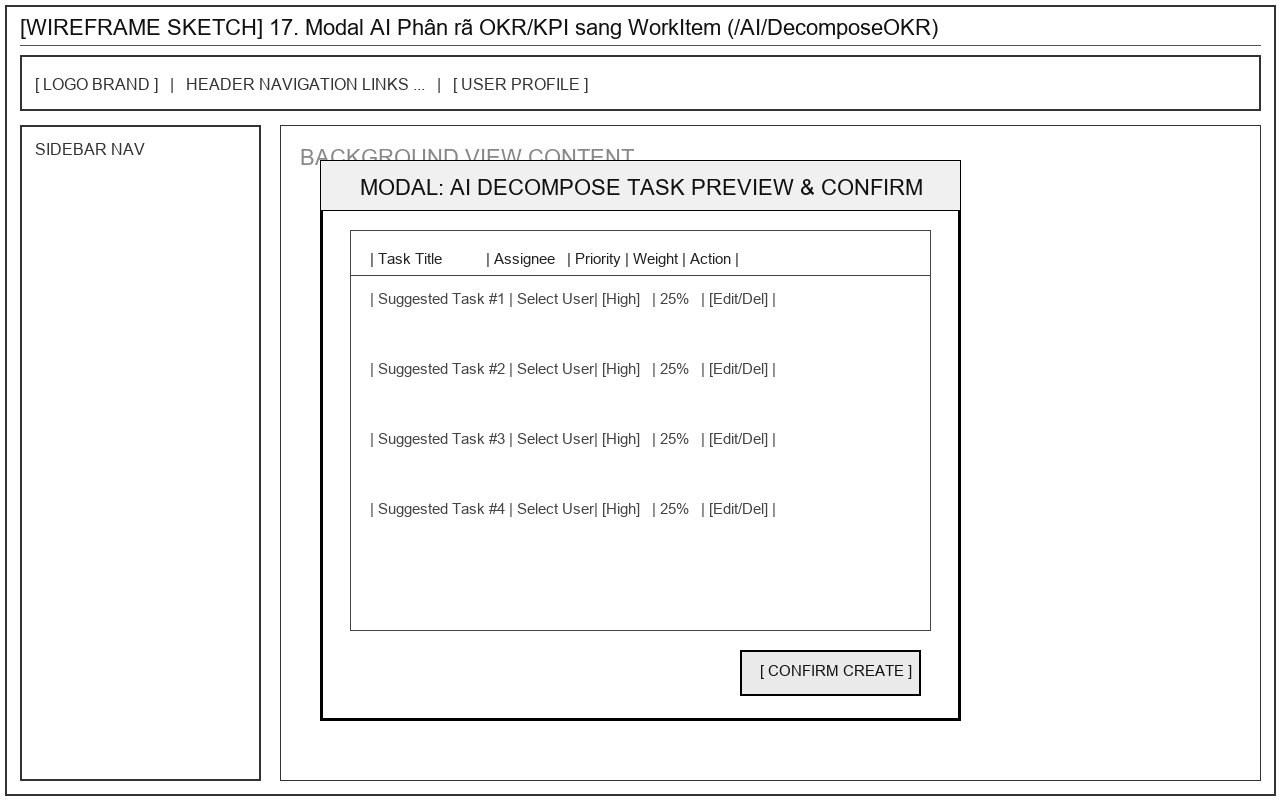 [WIREFRAME SKETCH] 17. Modal AI Phân rã OKR/KPI sang WorkItem (/AI/DecomposeOKR)
[ LOGO BRAND ] | HEADER NAVIGATION LINKS ... | [ USER PROFILE ]
SIDEBAR NAV
BACKGROUND VIEW CONTENT
MODAL: AI DECOMPOSE TASK PREVIEW & CONFIRM
| Task Title | Assignee | Priority | Weight | Action |
| Suggested Task #1 | Select User| [High] | 25% | [Edit/Del] |
| Suggested Task #2 | Select User| [High] | 25% | [Edit/Del] |
| Suggested Task #3 | Select User| [High] | 25% | [Edit/Del] |
| Suggested Task #4 | Select User| [High] | 25% | [Edit/Del] |
[ CONFIRM CREATE ]